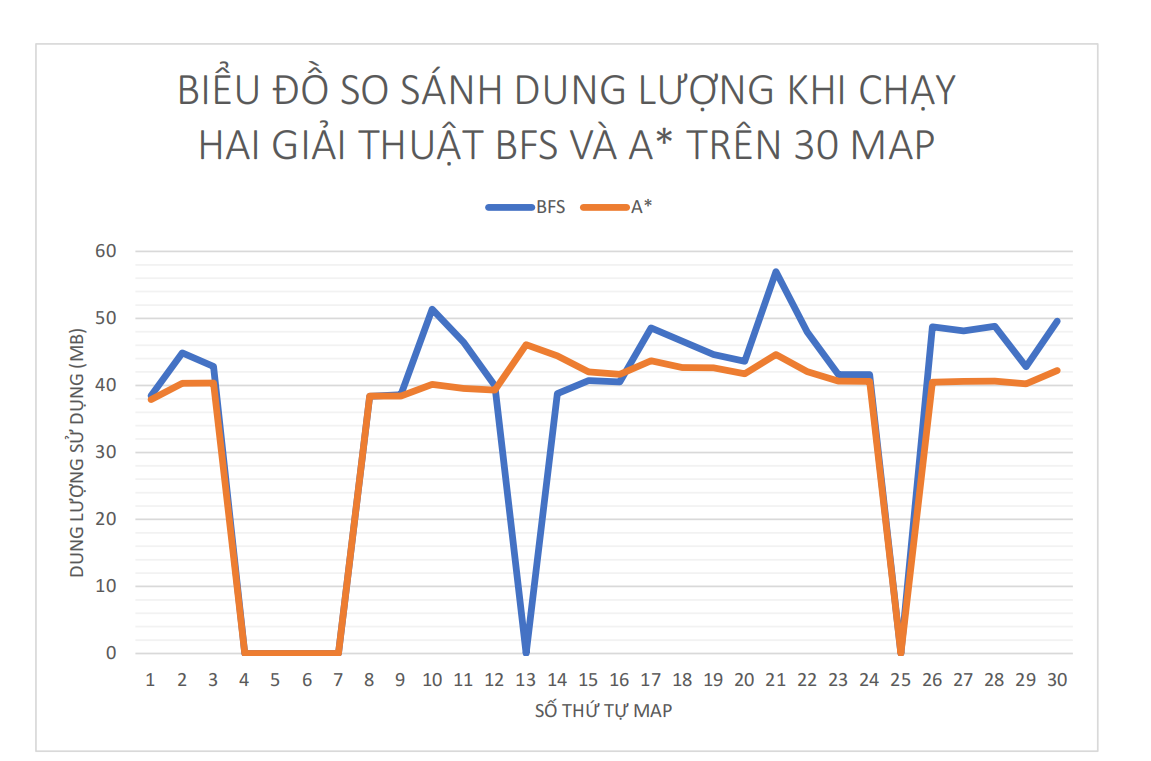 BIỂU ĐỒ SO SÁNH DUNG LƯỢNG KHI CHẠY
HAI GIẢI THUẬT BFS VÀ A* TRÊN 30 MAP
BFS A*
DUNG LƯỢNG SỬ DỤNG (MB)
60
50
40
30
20
10
0
1 2 3 4 5 6 7 8 9 10 11 12 13 14 15 16 17 18 19 20 21 22 23 24 25 26 27 28 29 30
SỐ THỨ TỰ MAP